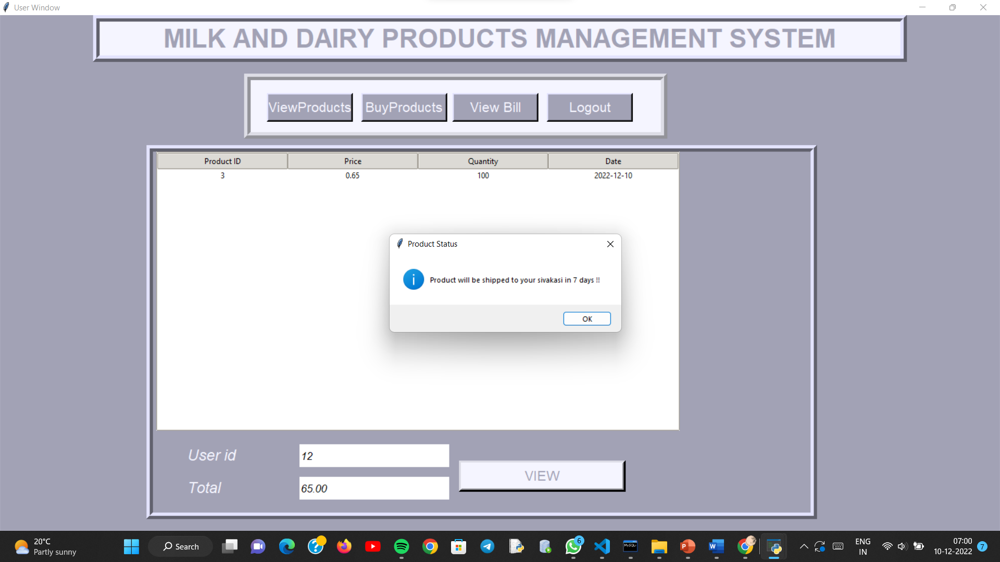 User Window
MILK AND DAIRY PRODUCTS MANAGEMENT SYSTEM
ViewProducts BuyProducts View Bill Logout
Product ID Price Quantity Date
3 0.65 100 2022-12-10
Product Status
Product will be shipped to your sivakasi in 7 days !!
OK
User id 12
VIEW
Total 65.00
20°C
Partly sunny
Search
6
MySQL
P
W
ENG
IN
07:00
10-12-2022
7